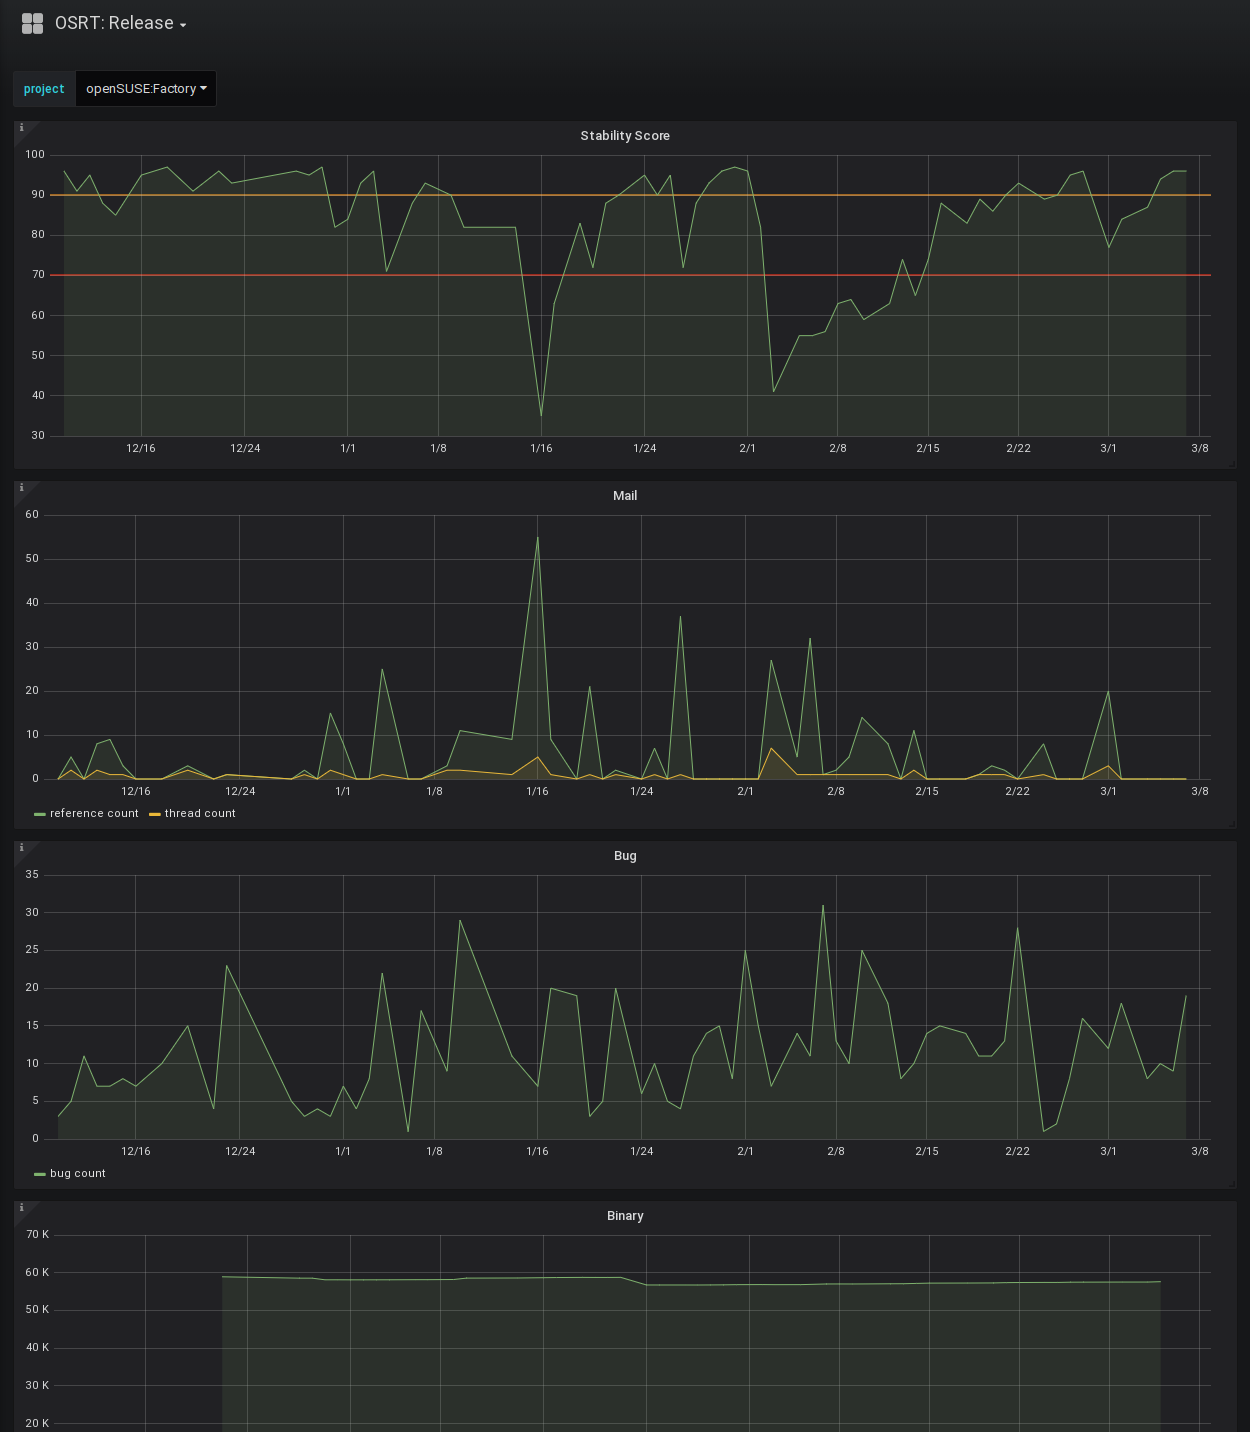 OSRT: Release
project openSUSE:Factory
i
Stability Score
100
90
80
70
60
50
40
30
12/16 12/24 1/1 1/8 1/16 1/24 2/1 2/8 2/15 2/22 3/1 3/8
i
Mail
60
50
40
30
20
10
0
12/16 12/24 1/1 1/8 1/16 1/24 2/1 2/8 2/15 2/22 3/1 3/8
reference count thread count
i
Bug
35
30
25
20
15
10
5
0
12/16 12/24 1/1 1/8 1/16 1/24 2/1 2/8 2/15 2/22 3/1 3/8
bug count
i
Binary
70 K
60 K
50 K
40 K
30 K
20 K